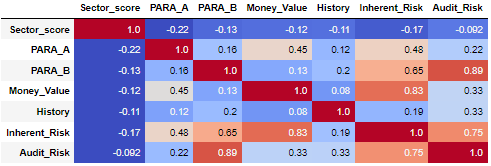 Sector_score PARA_A PARA_B Money_Value History Inherent_Risk Audit_Risk
Sector_score 1.0 -0.22 -0.13 -0.12 -0.11 -0.17 -0.092
PARA_A -0.22 1.0 0.16 0.45 0.12 0.48 0.22
PARA_B -0.13 0.16 1.0 0.13 0.2 0.65 0.89
Money_Value -0.12 0.45 0.13 1.0 0.08 0.83 0.33
History -0.11 0.12 0.2 0.08 1.0 0.19 0.33
Inherent_Risk -0.17 0.48 0.65 0.83 0.19 1.0 0.75
Audit_Risk -0.092 0.22 0.89 0.33 0.33 0.75 1.0